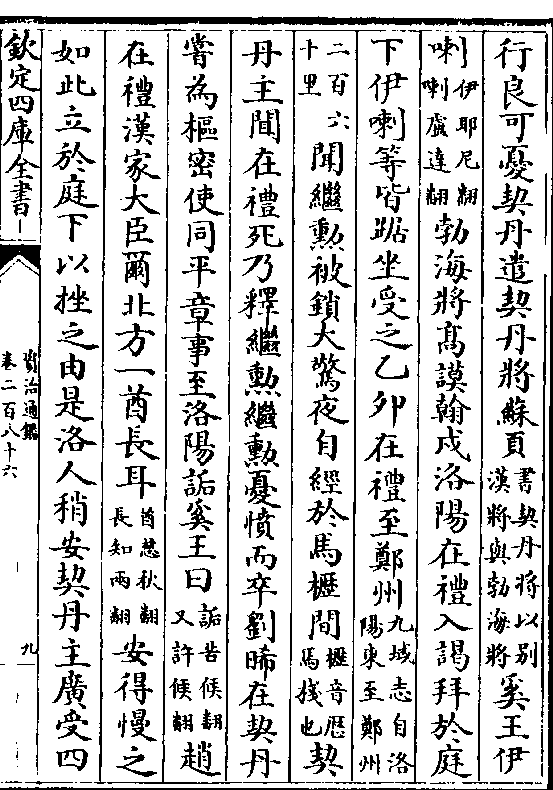 行良可憂契丹遣契丹將蘇頁書契丹將以别漢將與勃海將奚王伊
喇伊耶尼翻喇盧達翻勃海將髙謨翰戍洛陽在禮入謁拜於庭
下伊喇等皆踞坐受之乙卯在禮至鄭州九域志自洛陽東至鄭州
二百六十里聞繼勲被鎖大驚夜自經於馬櫪間櫪音歴馬棧也契
丹主聞在禮死乃釋繼勲繼勲憂憤而卒劉晞在契丹
嘗為樞密使同平章事至洛陽詬奚王曰詬苦候翻又許候翻趙
在禮漢家大臣爾北方一酋長耳酋慈秋翻長知兩翻安得慢之
如此立於庭下以挫之由是洛人稍安契丹主廣受四
欽定四庫全書
資治通鑑
卷二百八十六
九